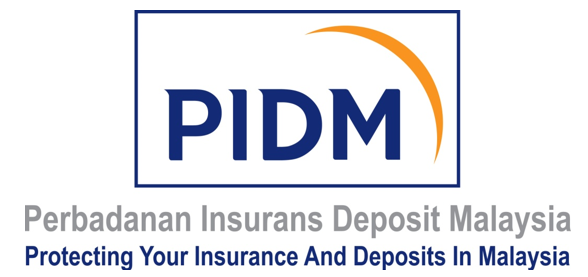 PIDM
Perbadanan Insurans Deposit Malaysia
Protecting Your Insurance And Deposits In Malaysia